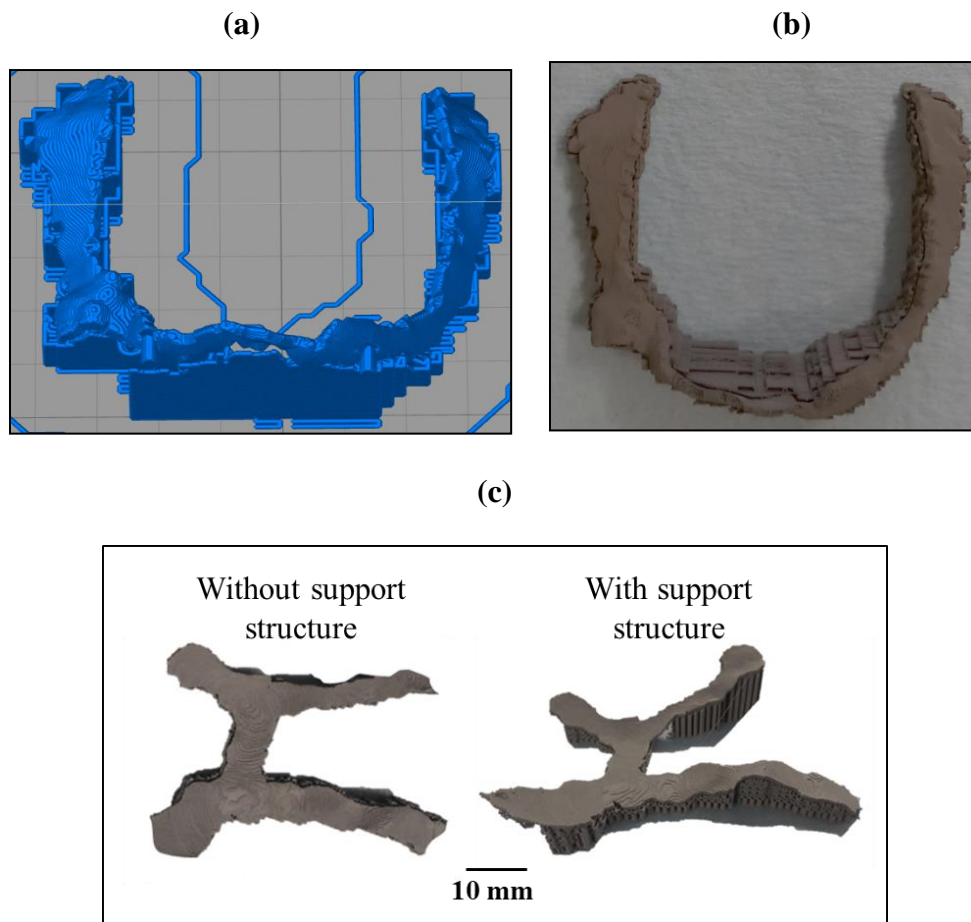 (a)
(b)
(c)
Without support
structure
With support
structure
10 mm